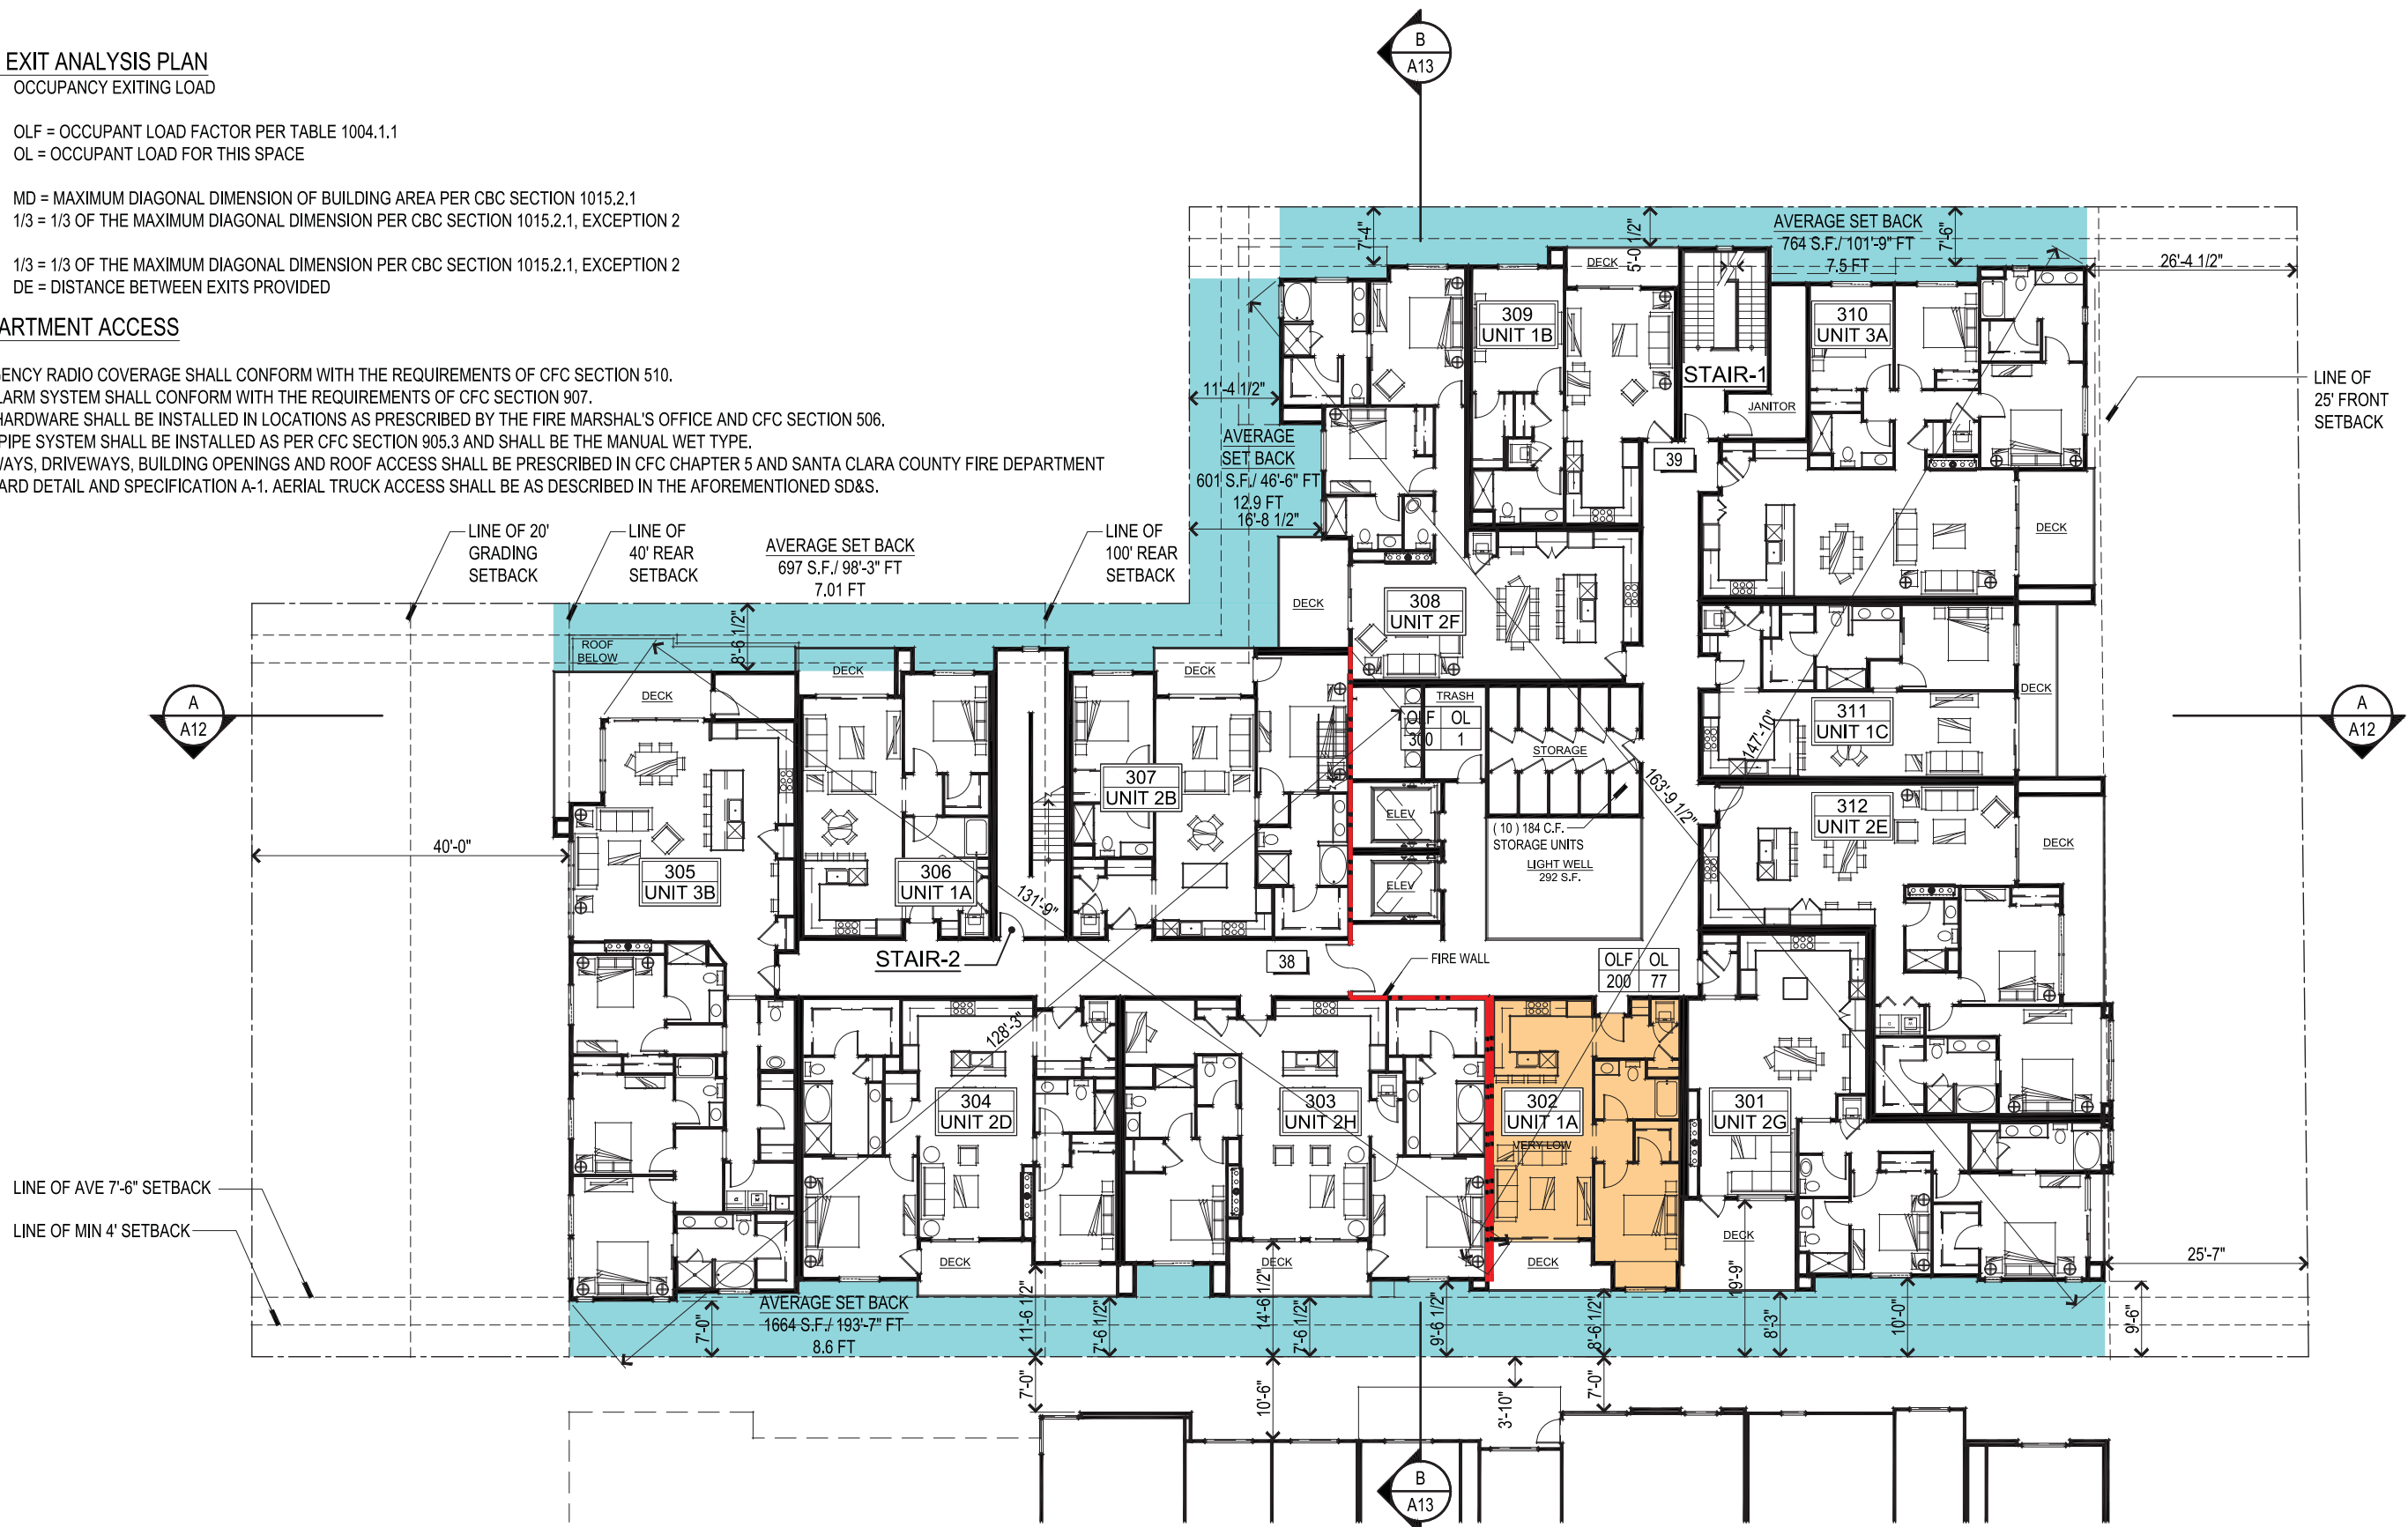 EXIT ANALYSIS PLAN
OCCUPANCY EXITING LOAD
OLF = OCCUPANT LOAD FACTOR PER TABLE 1004.1.1
OL = OCCUPANT LOAD FOR THIS SPACE
MD = MAXIMUM DIAGONAL DIMENSION OF BUILDING AREA PER CBC SECTION 1015.2.1
1/3 = 1/3 OF THE MAXIMUM DIAGONAL DIMENSION PER CBC SECTION 1015.2.1, EXCEPTION 2
1/3 = 1/3 OF THE MAXIMUM DIAGONAL DIMENSION PER CBC SECTION 1015.2.1, EXCEPTION 2
DE = DISTANCE BETWEEN EXITS PROVIDED
ARTMENT ACCESS
GENCY RADIO COVERAGE SHALL CONFORM WITH THE REQUIREMENTS OF CFC SECTION 510.
LARM SYSTEM SHALL CONFORM WITH THE REQUIREMENTS OF CFC SECTION 907.
HARDWARE SHALL BE INSTALLED IN LOCATIONS AS PRESCRIBED BY THE FIRE MARSHAL'S OFFICE AND CFC SECTION 506.
PIPE SYSTEM SHALL BE INSTALLED AS PER CFC SECTION 905.3 AND SHALL BE THE MANUAL WET TYPE.
WAYS, DRIVEWAYS, BUILDING OPENINGS AND ROOF ACCESS SHALL BE PRESCRIBED IN CFC CHAPTER 5 AND SANTA CLARA COUNTY FIRE DEPARTMENT
ARD DETAIL AND SPECIFICATION A-1. AERIAL TRUCK ACCESS SHALL BE AS DESCRIBED IN THE AFOREMENTIONED SD&S.
B
A13
7'-4"
5'-0 1/2"
AVERAGE SET BACK
764 S.F./ 101'-9" FT
7.5 FT
7'-6"
26'-4 1/2"
DECK
309
UNIT 1B
310
UNIT 3A
STAIR-1
JANITOR
39
LINE OF
25' FRONT
SETBACK
11'-4 1/2"
AVERAGE
SET BACK
601 S.F./ 46'-6" FT
12.9 FT
16'-8 1/2"
DECK
LINE OF 20'
GRADING
SETBACK
LINE OF
40' REAR
SETBACK
AVERAGE SET BACK
697 S.F./ 98'-3" FT
7.01 FT
LINE OF
100' REAR
SETBACK
DECK
308
UNIT 2F
8'-6 1/2"
ROOF
BELOW
DECK
DECK
DECK
A
A12
TRASH
OLF OL
300 1
STORAGE
163'-9 1/2"
147'-10"
311
UNIT 1C
DECK
A
A12
307
UNIT 2B
ELEV
ELEV
( 10 ) 184 C.F.
STORAGE UNITS
LIGHT WELL
292 S.F.
312
UNIT 2E
DECK
40'-0"
305
UNIT 3B
306
UNIT 1A
131'-9"
STAIR-2
38
FIRE WALL
OLF OL
200 77
128'-3"
304
UNIT 2D
303
UNIT 2H
302
UNIT 1A
VERY LOW
301
UNIT 2G
LINE OF AVE 7'-6" SETBACK
LINE OF MIN 4' SETBACK
DECK
DECK
DECK
DECK
25'-7"
AVERAGE SET BACK
1664 S.F./ 193'-7" FT
8.6 FT
7'-0"
11'-6 1/2"
7'-6 1/2"
14'-6 1/2"
7'-6 1/2"
9'-6 1/2"
8'-6 1/2"
19'-9"
8'-3"
10'-0"
9'-6"
7'-0"
10'-6"
3'-10"
7'-0"
B
A13